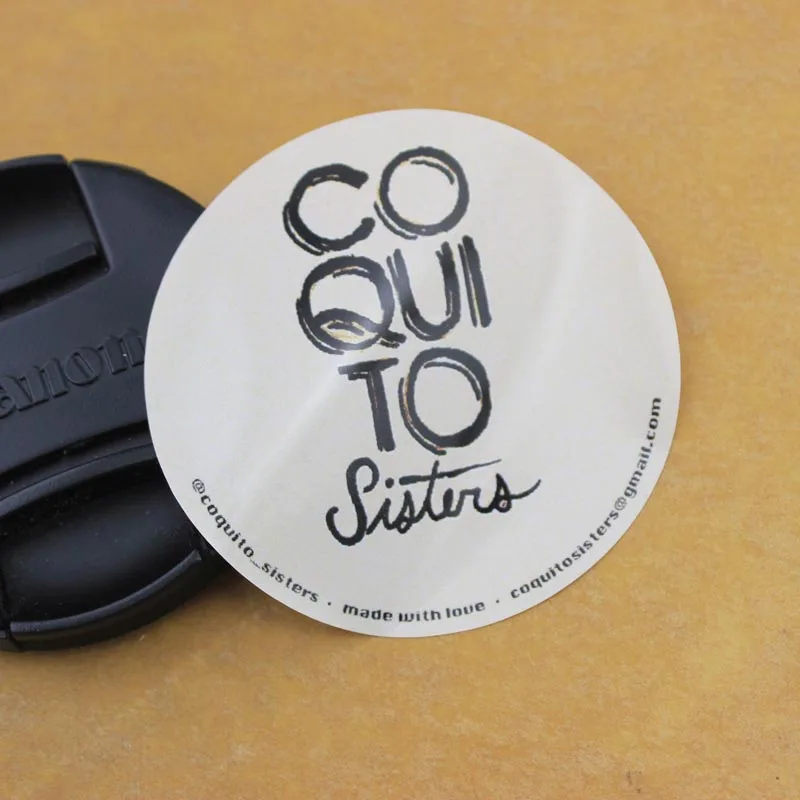 CO
QUI
TO
Sisters
@coquito_sisters · made with love · coquitosisters@gmail.com
anon